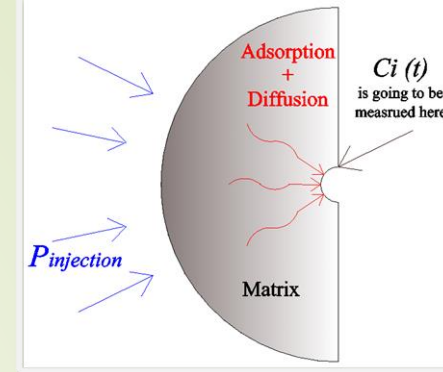 Adsorption
+
Diffusion
Ci (t)
is going to be
measrued here
Pinjection
Matrix